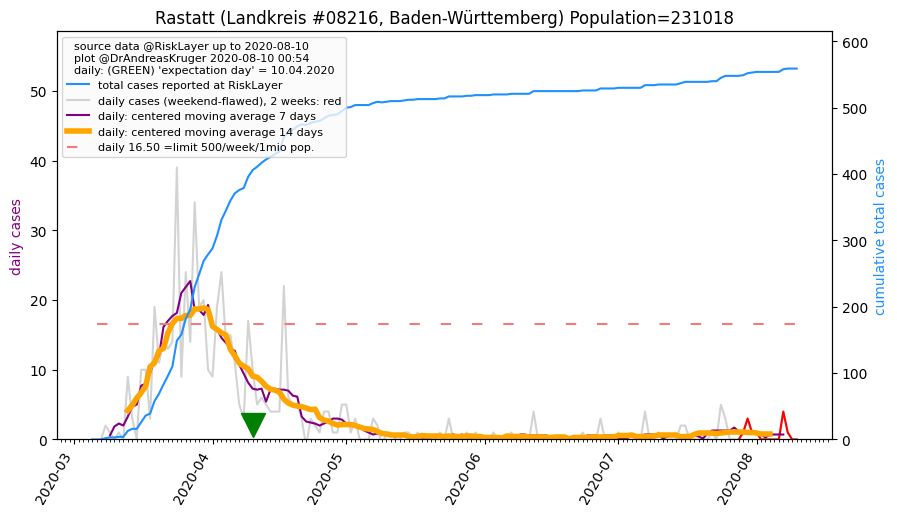 Rastatt (Landkreis #08216, Baden-Württemberg) Population=231018
source data @RiskLayer up to 2020-08-10
plot @DrAndreasKruger 2020-08-10 00:54
daily: (GREEN) 'expectation day' = 10.04.2020
total cases reported at RiskLayer
daily cases (weekend-flawed), 2 weeks: red
daily: centered moving average 7 days
daily: centered moving average 14 days
daily 16.50 =limit 500/week/1mio pop.
daily cases
50
40
30
20
10
0
cumulative total cases
600
500
400
300
200
100
0
2020-03
2020-04
2020-05
2020-06
2020-07
2020-08